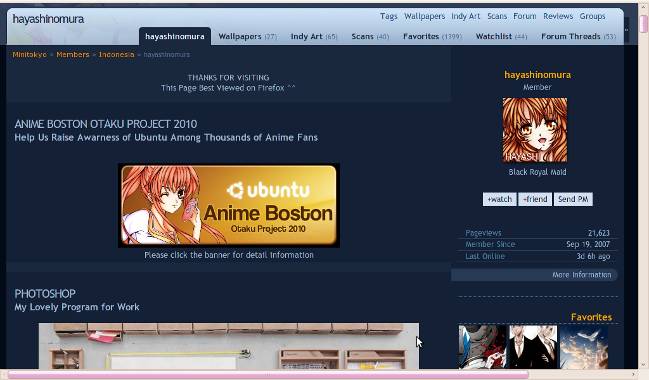 hayashinomura
Tags Wallpapers Indy Art Scans Forum Reviews Groups
hayashinomura Wallpapers (27) Indy Art (65) Scans (40) Favorites (1399) Watchlist (44) Forum Threads (53)
Minitokyo » Members » Indonesia » hayashinomura
THANKS FOR VISITING
This Page Best Viewed on Firefox ^^
ANIME BOSTON OTAKU PROJECT 2010
Help Us Raise Awarness of Ubuntu Among Thousands of Anime Fans
ubuntu
Anime Boston
Otaku Project 2010
Please click the banner for detail information
PHOTOSHOP
My Lovely Program for Work
hayashinomura
Member
HAYASHI
Black Royal Maid
+watch +friend Send PM
Pageviews 21,623
Member Since Sep 19, 2007
Last Online 3d 6h ago
More Information
Favorites